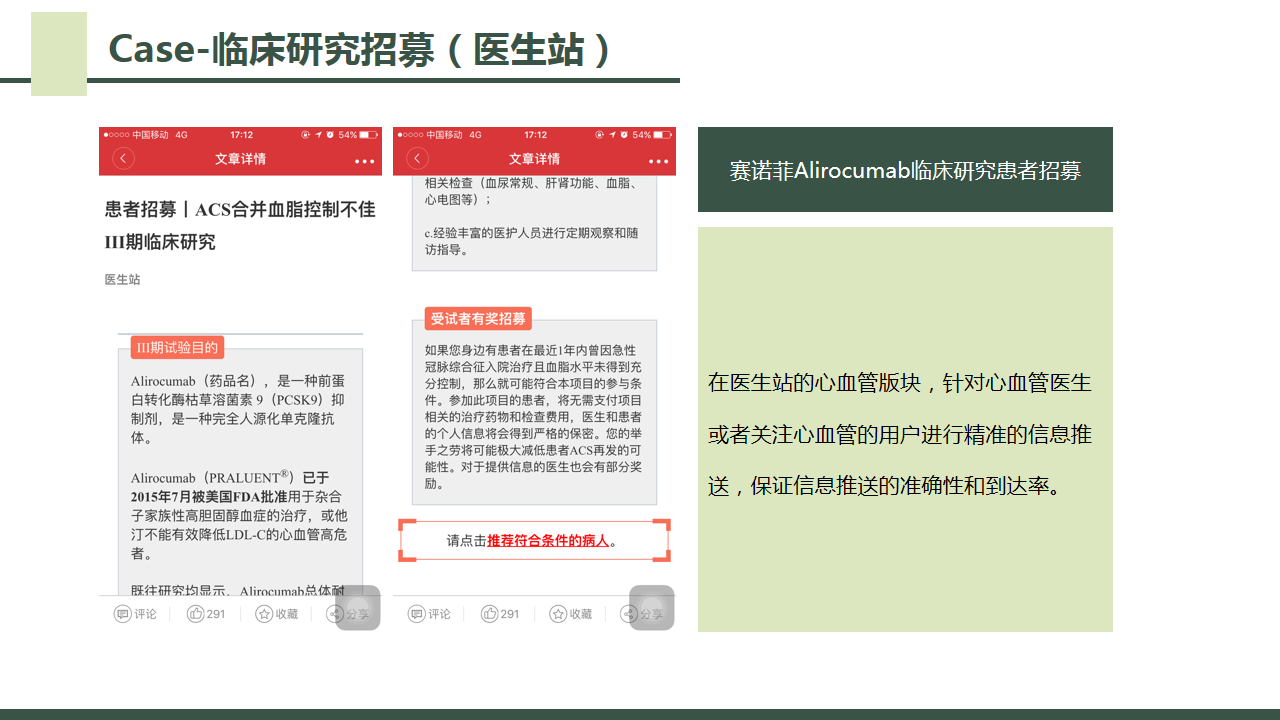 Case-临床研究招募（医生站）
中国移动 4G 17:12 54%
文章详情
患者招募丨ACS合并血脂控制不佳
III期临床研究
医生站
III期试验目的
Alirocumab（药品名），是一种前蛋
白转化酶枯草溶菌素 9（PCSK9）抑
制剂，是一种完全人源化单克隆抗
体。
Alirocumab（PRALUENT®）已于
2015年7月被美国FDA批准用于杂合
子家族性高胆固醇血症的治疗，或他
汀不能有效降低LDL-C的心血管高危
者。
既往研究均显示，Alirocumab总体耐
评论 291 收藏 分享
中国移动 4G 17:12 54%
文章详情
相关检查（血尿常规、肝肾功能、血脂、
心电图等）；
c.经验丰富的医护人员进行定期观察和随
访指导。
受试者有奖招募
如果您身边有患者在最近1年内曾因急性
冠脉综合征入院治疗且血脂水平未得到充
分控制，那么就可能符合本项目的参与条
件。参加此项目的患者，将无需支付项目
相关的治疗药物和检查费用，医生和患者
的个人信息将会得到严格的保密。您的举
手之劳将可能极大减低患者ACS再发的可
能性。对于提供信息的医生也会有部分奖
励。
请点击推荐符合条件的病人。
评论 291 收藏 分享
赛诺菲Alirocumab临床研究患者招募
在医生站的心血管版块，针对心血管医生
或者关注心血管的用户进行精准的信息推
送，保证信息推送的准确性和到达率。